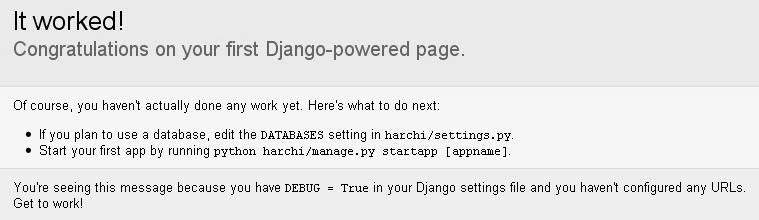 It worked!
Congratulations on your first Django-powered page.
Of course, you haven't actually done any work yet. Here's what to do next:
• If you plan to use a database, edit the DATABASES setting in harchi/settings.py.
• Start your first app by running python harchi/manage.py startapp [appname].
You're seeing this message because you have DEBUG = True in your Django settings file and you haven't configured any URLs.
Get to work!